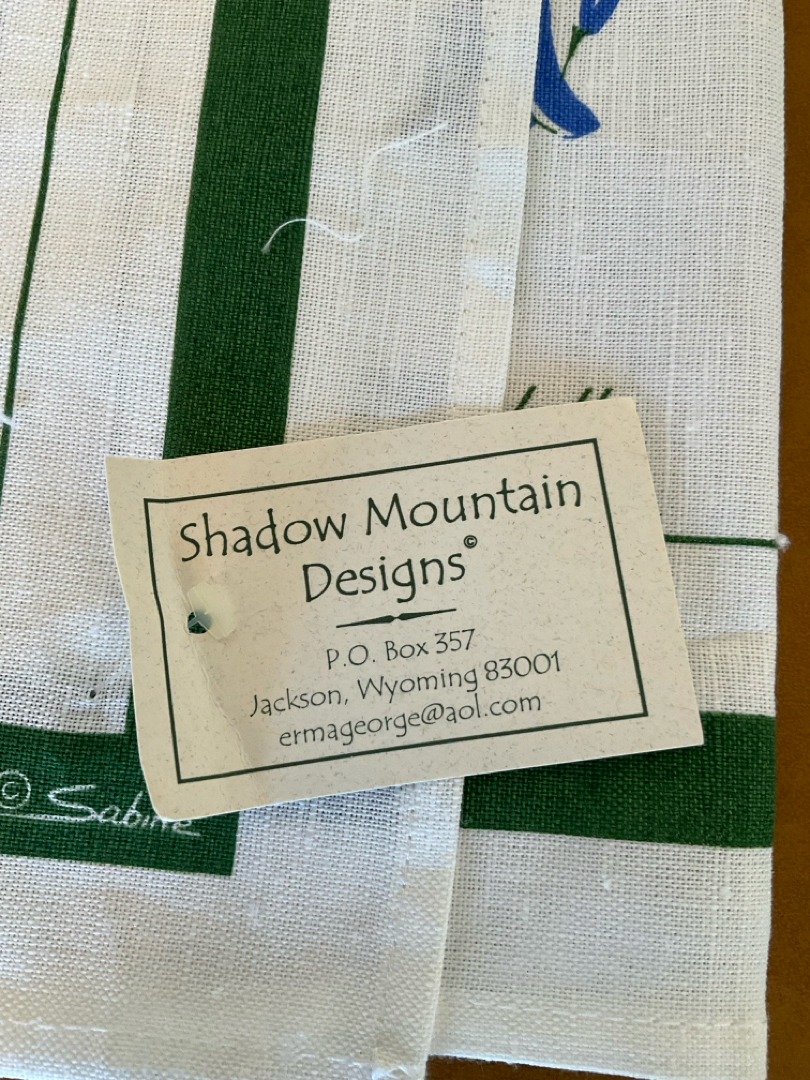 Shadow Mountain
Designs©
P.O. Box 357
Jackson, Wyoming 83001
ermageorge@aol.com
© Sabine